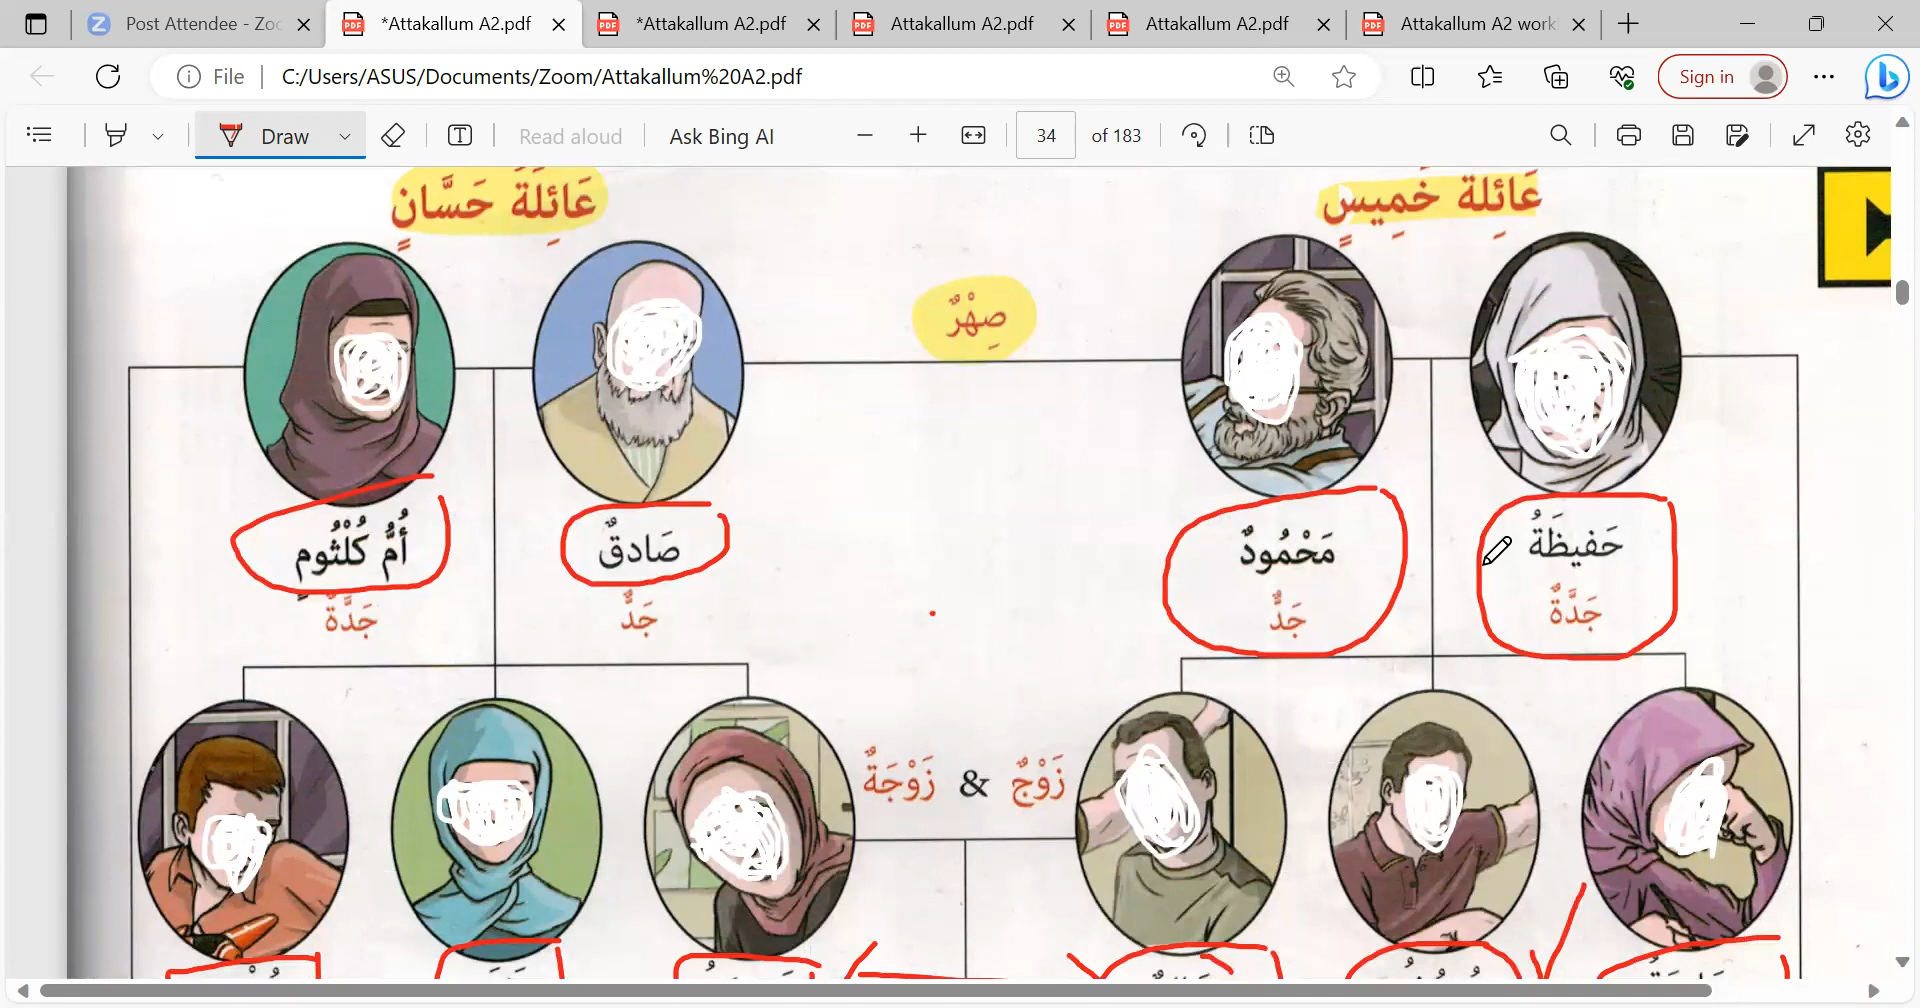 Post Attendee - Zoo
*Attakallum A2.pdf
*Attakallum A2.pdf
Attakallum A2.pdf
Attakallum A2.pdf
Attakallum A2 work
File
C:/Users/ASUS/Documents/Zoom/Attakallum%20A2.pdf
Sign in
Draw
Read aloud
Ask Bing AI
34
of 183
عَائِلَةُ خَمِيسٍ
عَائِلَةُ حَسَّانٍ
صِهْرٌ
حَفِيظَةُ
جَدَّةٌ
مَحْمُودٌ
جَدٌّ
صَادقٌ
جَدٌّ
أُمُّ كُلْثُومٍ
جَدَّةٌ
زَوْجٌ & زَوْجَةٌ